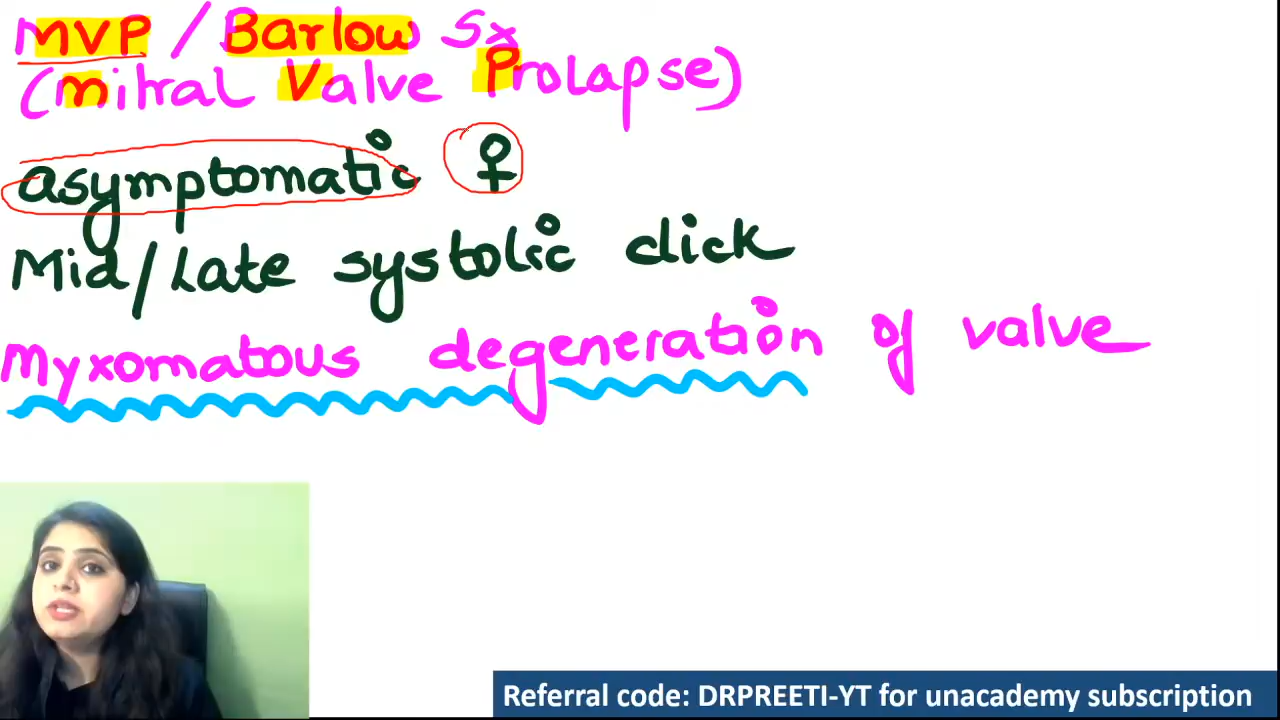 MVP / Barlow Sx
(Mitral Valve Prolapse)
asymptomatic ♀
Mid/Late systolic click
Myxomatous degeneration of valve
Referral code: DRPREETI-YT for unacademy subscription